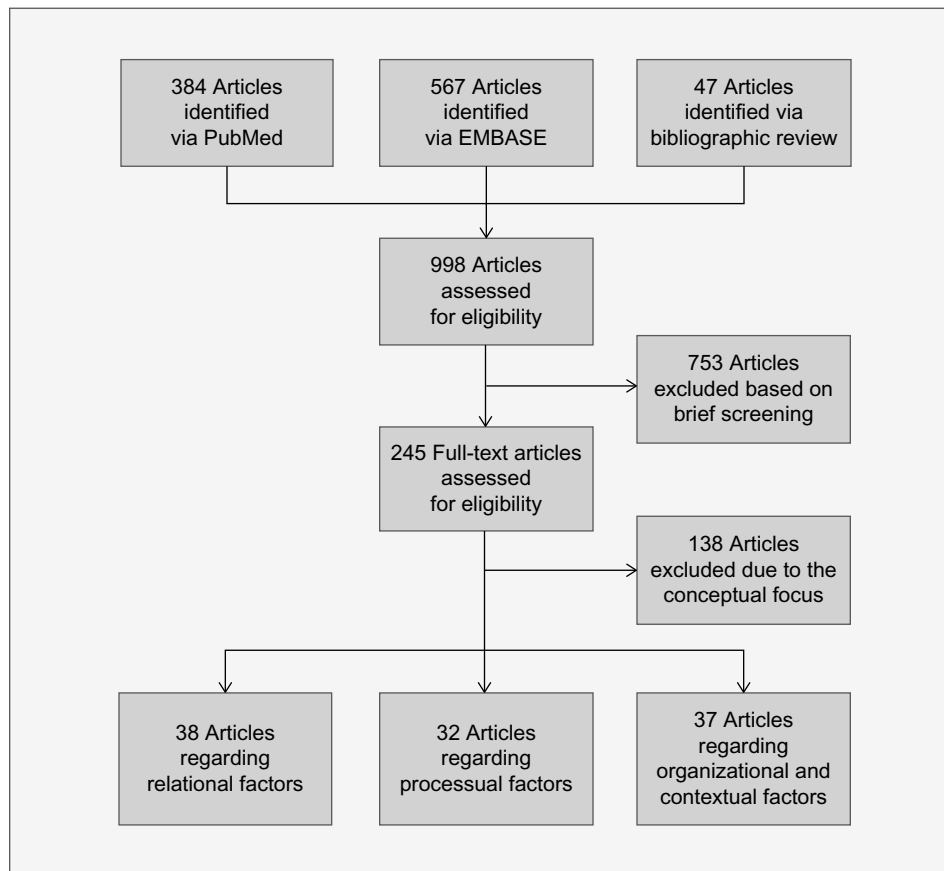 384 Articles
identified
via PubMed
567 Articles
identified
via EMBASE
47 Articles
identified via
bibliographic review
998 Articles
assessed
for eligibility
753 Articles
excluded based on
brief screening
245 Full-text articles
assessed
for eligibility
138 Articles
excluded due to the
conceptual focus
38 Articles
regarding
relational factors
32 Articles
regarding
processual factors
37 Articles
regarding
organizational and
contextual factors